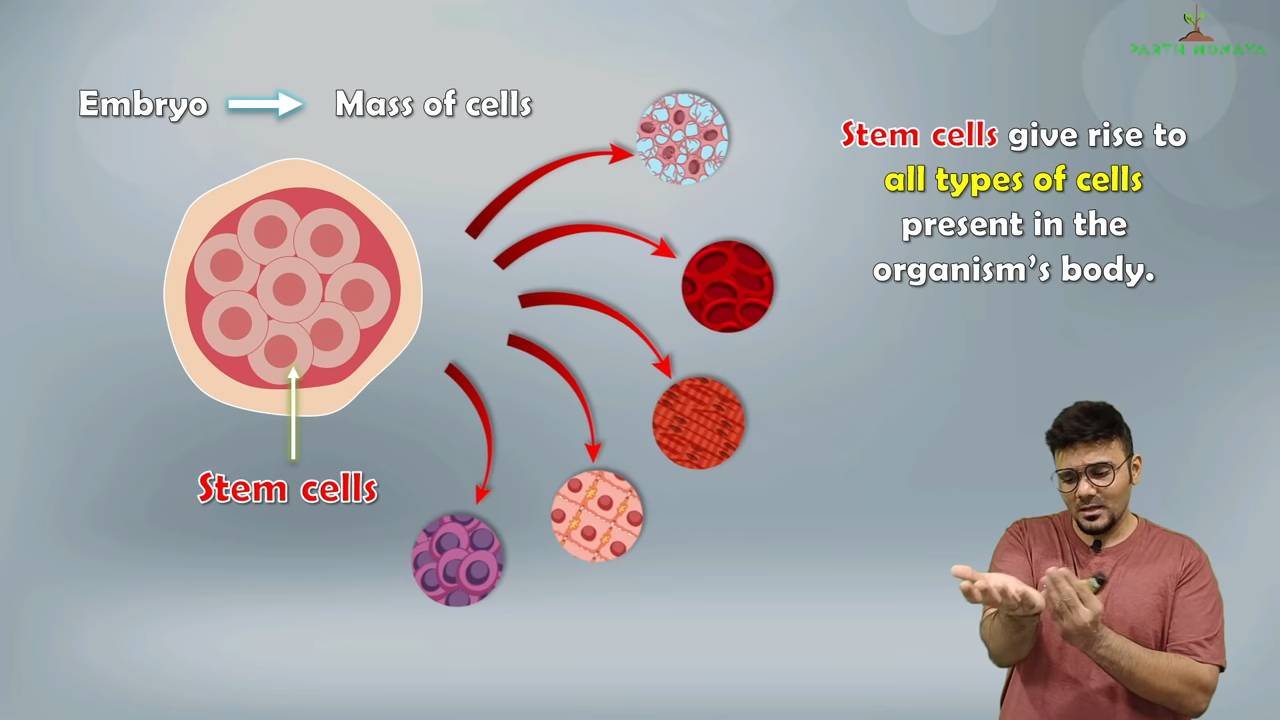 PARTH MOMAYA
Embryo
Mass of cells
Stem cells give rise to
all types of cells
present in the
organism's body.
Stem cells